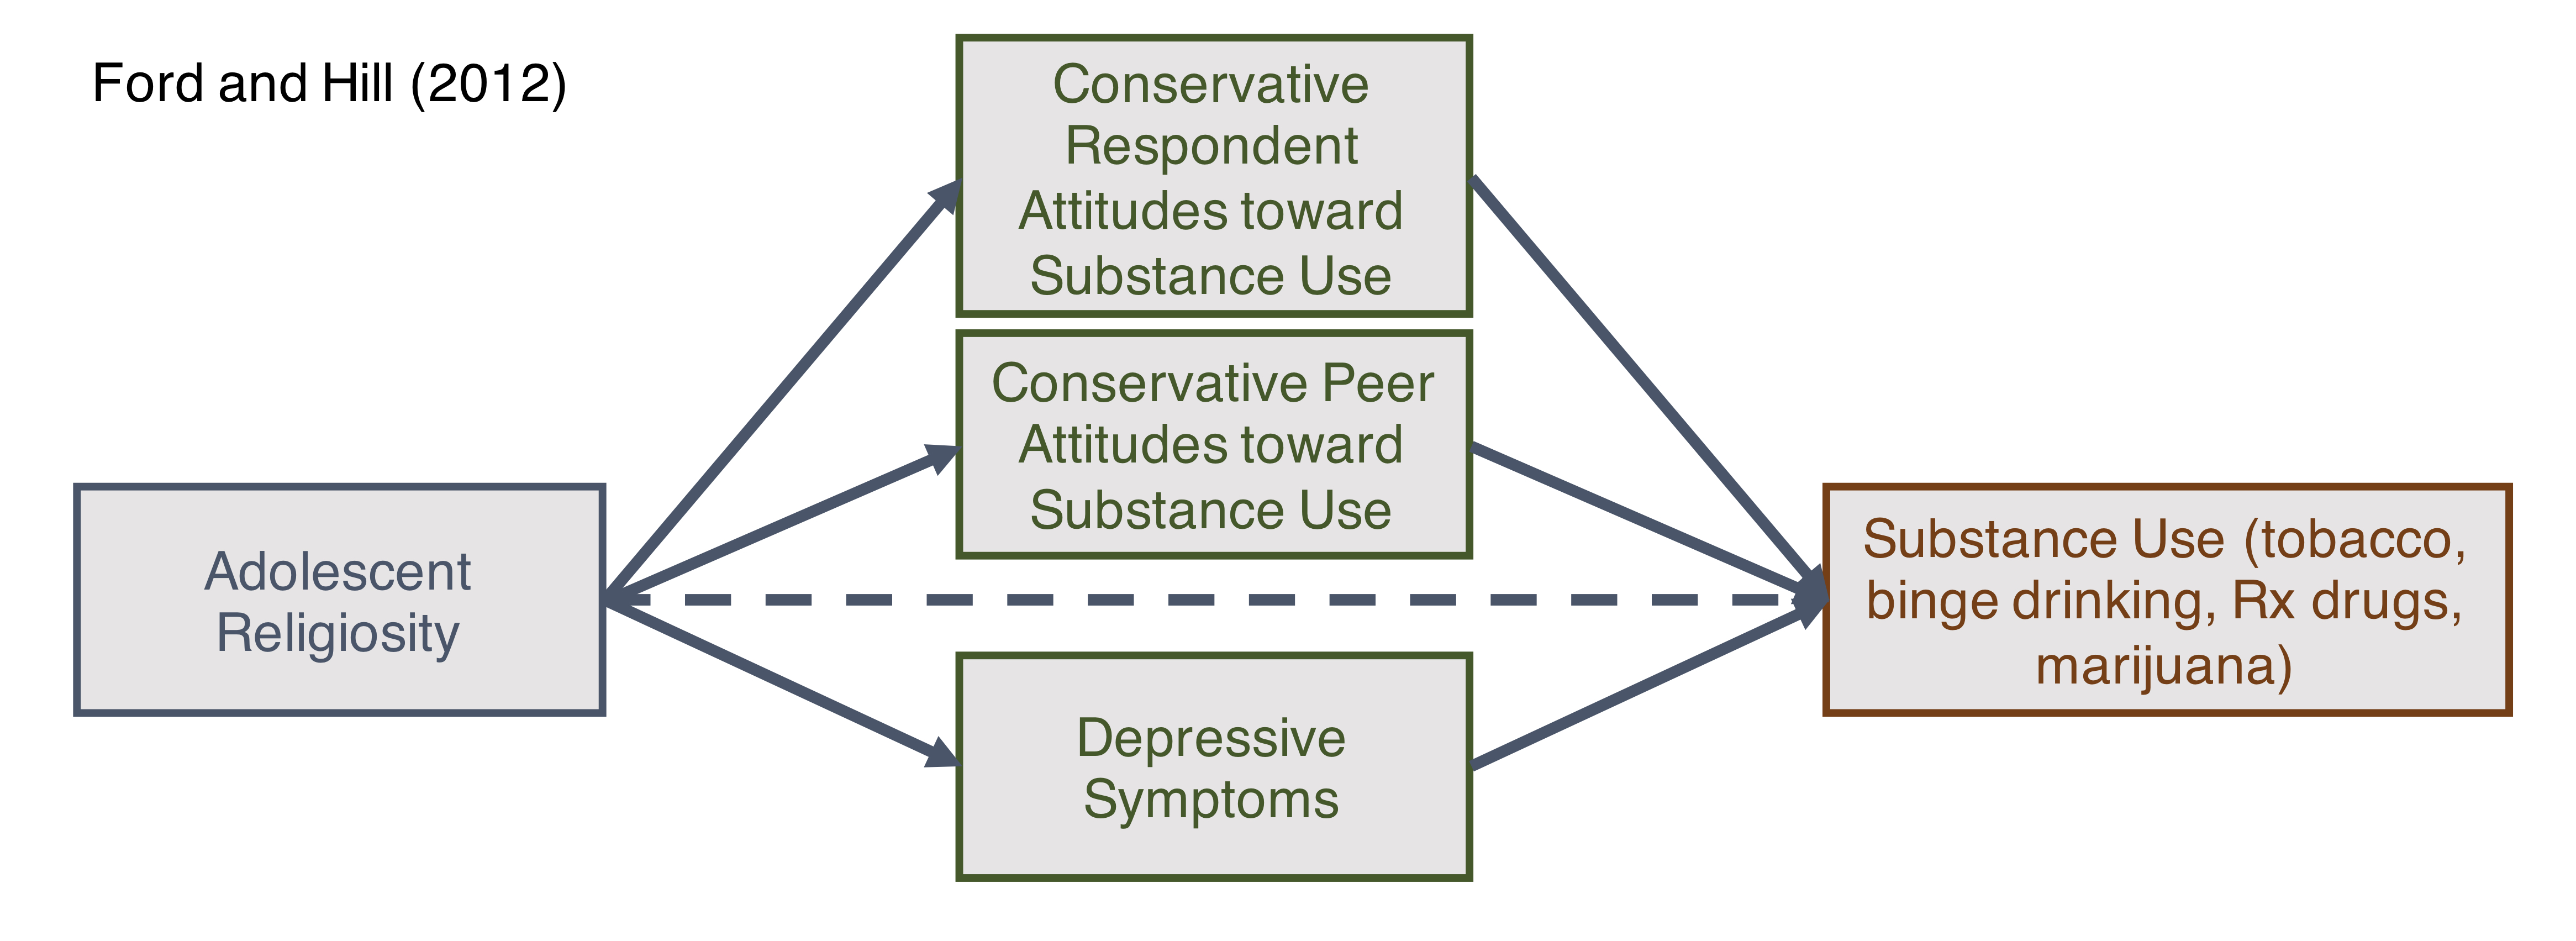 Ford and Hill (2012)
Conservative
Respondent
Attitudes toward
Substance Use
Conservative Peer
Attitudes toward
Substance Use
Adolescent
Religiosity
Substance Use (tobacco,
binge drinking, Rx drugs,
marijuana)
Depressive
Symptoms